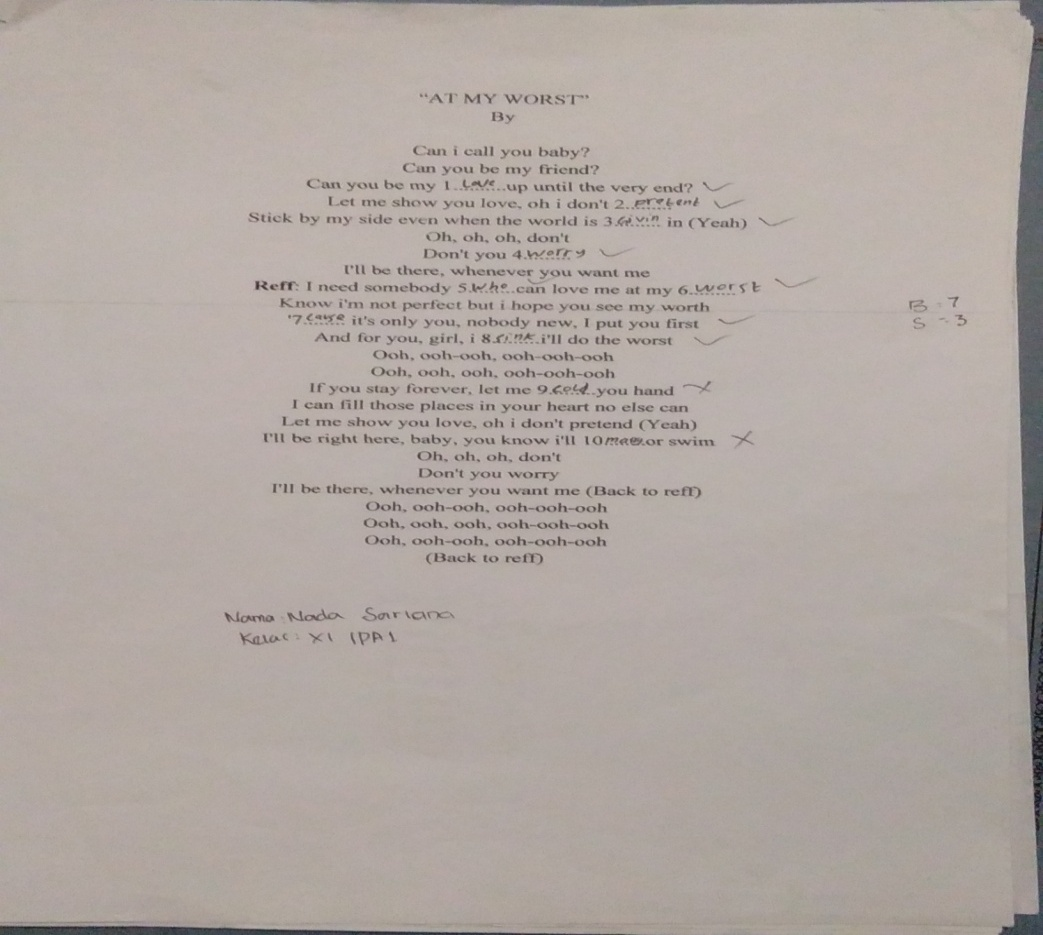 "AT MY WORST"
By
Can i call you baby?
Can you be my friend?
Can you be my 1..Love..up until the very end? ✓
Let me show you love, oh i don't 2..pretent ✓
Stick by my side even when the world is 3.Givin in (Yeah) ✓
Oh, oh, oh, don't
Don't you 4.worry ✓
I'll be there, whenever you want me
Reff: I need somebody 5.who..can love me at my 6.worst ✓
Know i'm not perfect but i hope you see my worth
'7.cause it's only you, nobody new, I put you first ✓
And for you, girl, i 8....i'll do the worst ✓
Ooh, ooh-ooh, ooh-ooh-ooh
Ooh, ooh, ooh, ooh-ooh-ooh
If you stay forever, let me 9.Gold..you hand ✗
I can fill those places in your heart no else can
Let me show you love, oh i don't pretend (Yeah)
I'll be right here, baby, you know i'll 10 or swim ✗
Oh, oh, oh, don't
Don't you worry
I'll be there, whenever you want me (Back to reff)
Ooh, ooh-ooh, ooh-ooh-ooh
Ooh, ooh, ooh, ooh-ooh-ooh
Ooh, ooh-ooh, ooh-ooh-ooh
(Back to reff)
B = 7
S = 3
Nama : Nada Sariana
Kelas : XI IPA 1